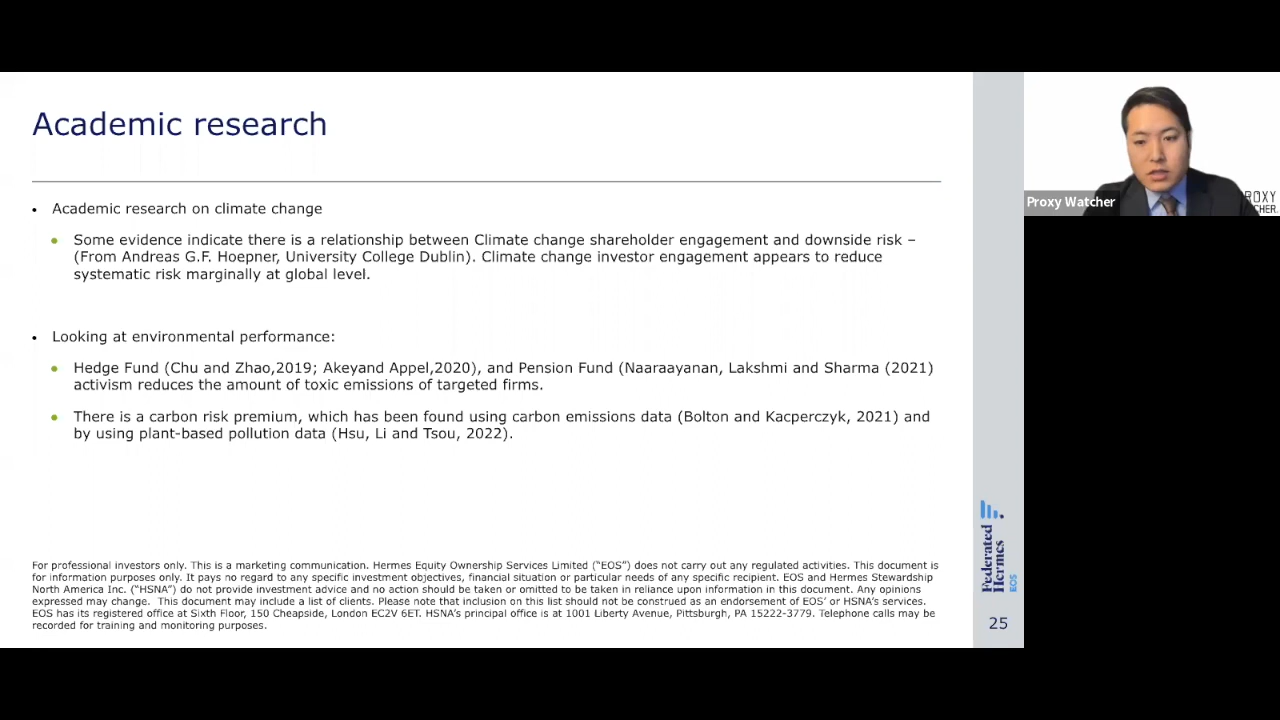 Academic research
• Academic research on climate change
• Some evidence indicate there is a relationship between Climate change shareholder engagement and downside risk –
(From Andreas G.F. Hoepner, University College Dublin). Climate change investor engagement appears to reduce
systematic risk marginally at global level.
• Looking at environmental performance:
• Hedge Fund (Chu and Zhao,2019; Akeyand Appel,2020), and Pension Fund (Naaraayanan, Lakshmi and Sharma (2021)
activism reduces the amount of toxic emissions of targeted firms.
• There is a carbon risk premium, which has been found using carbon emissions data (Bolton and Kacperczyk, 2021) and
by using plant-based pollution data (Hsu, Li and Tsou, 2022).
For professional investors only. This is a marketing communication. Hermes Equity Ownership Services Limited (“EOS”) does not carry out any regulated activities. This document is
for information purposes only. It pays no regard to any specific investment objectives, financial situation or particular needs of any specific recipient. EOS and Hermes Stewardship
North America Inc. (“HSNA”) do not provide investment advice and no action should be taken or omitted to be taken in reliance upon information in this document. Any opinions
expressed may change. This document may include a list of clients. Please note that inclusion on this list should not be construed as an endorsement of EOS’ or HSNA’s services.
EOS has its registered office at Sixth Floor, 150 Cheapside, London EC2V 6ET. HSNA’s principal office is at 1001 Liberty Avenue, Pittsburgh, PA 15222-3779. Telephone calls may be
recorded for training and monitoring purposes.
Federated
Hermes
EOS
25
Proxy Watcher
ROXY
CHER.